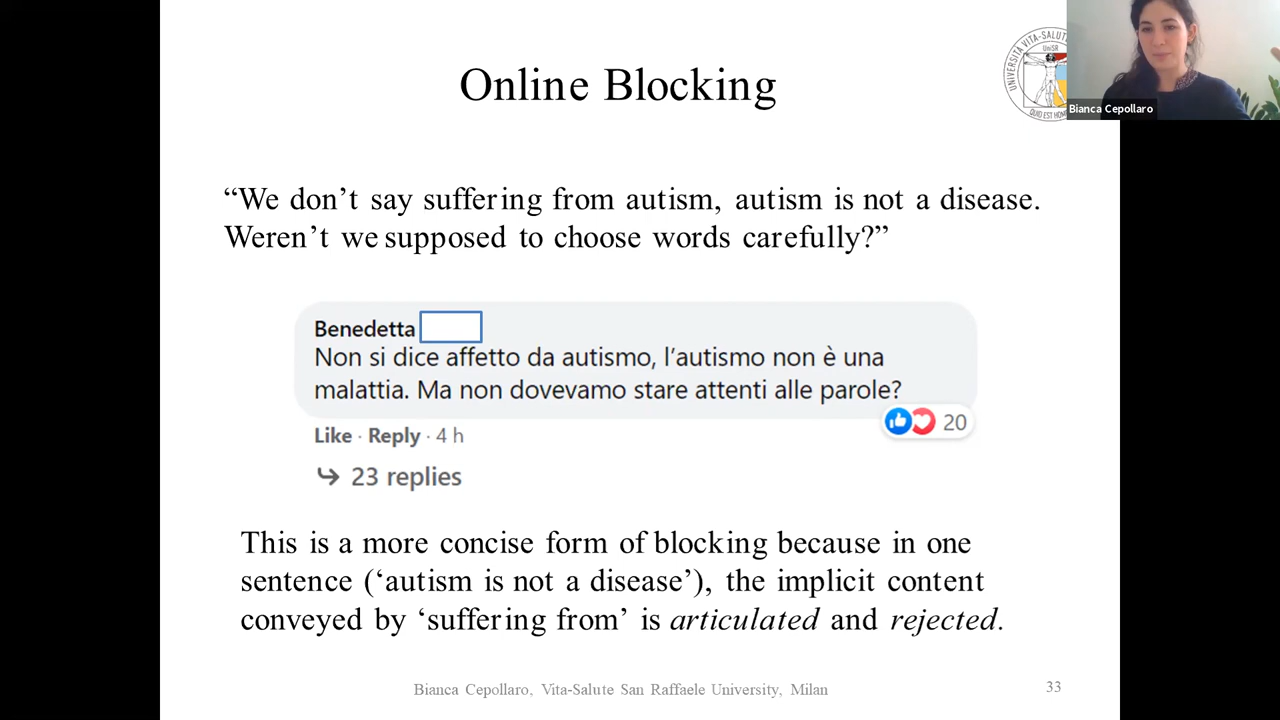 Online Blocking
UNIVERSITÀ VITA-SALUTE
UniSR
Bianca Cepollaro
“We don’t say suffering from autism, autism is not a disease.
Weren’t we supposed to choose words carefully?”
Benedetta
Non si dice affetto da autismo, l’autismo non è una
malattia. Ma non dovevamo stare attenti alle parole?
20
Like · Reply · 4 h
23 replies
This is a more concise form of blocking because in one
sentence (‘autism is not a disease’), the implicit content
conveyed by ‘suffering from’ is articulated and rejected.
Bianca Cepollaro, Vita-Salute San Raffaele University, Milan
33